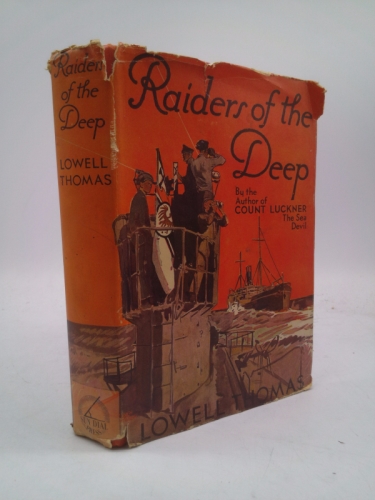 Raiders
of the
Deep
LOWELL
THOMAS
Raiders of the
Deep
By the
Author of
COUNT LUCKNER
The Sea
Devil
LOWELL THOMAS